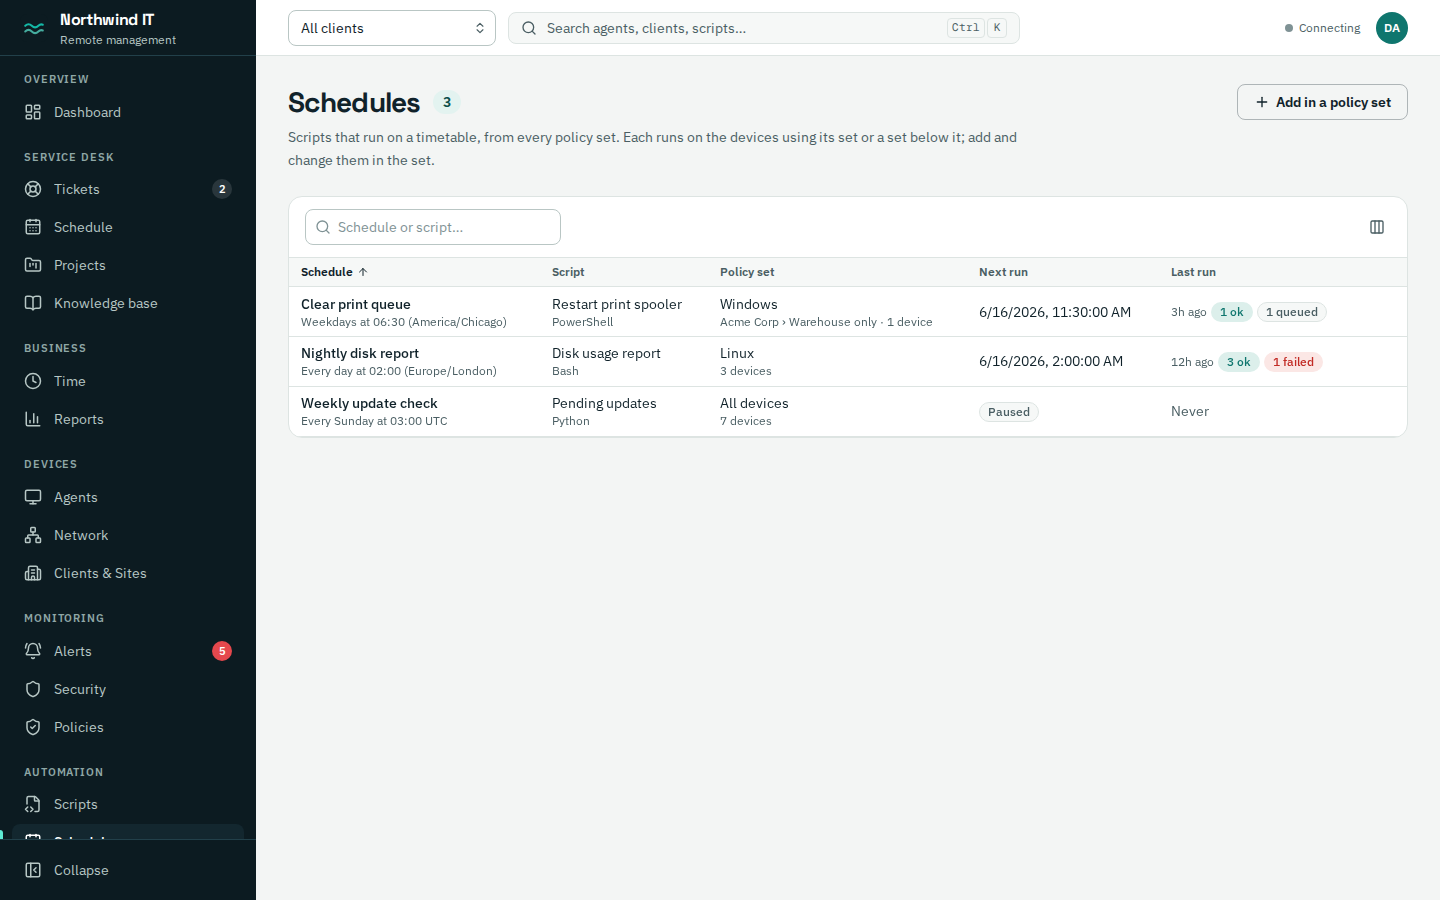 Northwind IT
Remote management
All clients
Search agents, clients, scripts...
Ctrl K
Connecting
DA
OVERVIEW
Dashboard
SERVICE DESK
Tickets 2
Schedule
Projects
Knowledge base
BUSINESS
Time
Reports
DEVICES
Agents
Network
Clients & Sites
MONITORING
Alerts 5
Security
Policies
AUTOMATION
Scripts
Collapse
Schedules 3
Add in a policy set
Scripts that run on a timetable, from every policy set. Each runs on the devices using its set or a set below it; add and
change them in the set.
Schedule or script...
Schedule Script Policy set Next run Last run
Clear print queue Restart print spooler Windows 6/16/2026, 11:30:00 AM 3h ago 1 ok 1 queued
Weekdays at 06:30 (America/Chicago) PowerShell Acme Corp › Warehouse only · 1 device
Nightly disk report Disk usage report Linux 6/16/2026, 2:00:00 AM 12h ago 3 ok 1 failed
Every day at 02:00 (Europe/London) Bash 3 devices
Weekly update check Pending updates All devices Paused Never
Every Sunday at 03:00 UTC Python 7 devices